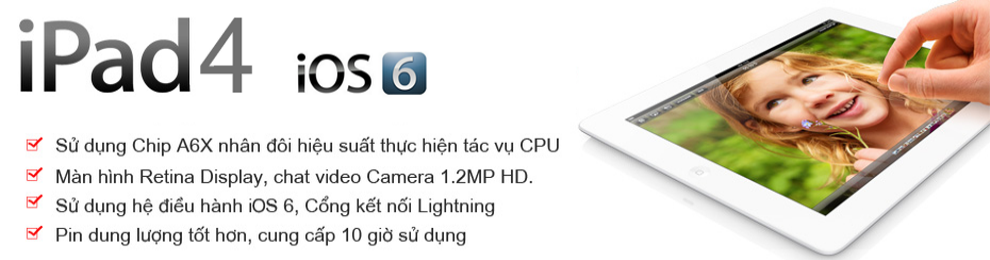 iPad4
iOS 6
Sử dụng Chip A6X nhân đôi hiệu suất thực hiện tác vụ CPU
Màn hình Retina Display, chat video Camera 1.2MP HD.
Sử dụng hệ điều hành iOS 6, Cổng kết nối Lightning
Pin dung lượng tốt hơn, cung cấp 10 giờ sử dụng